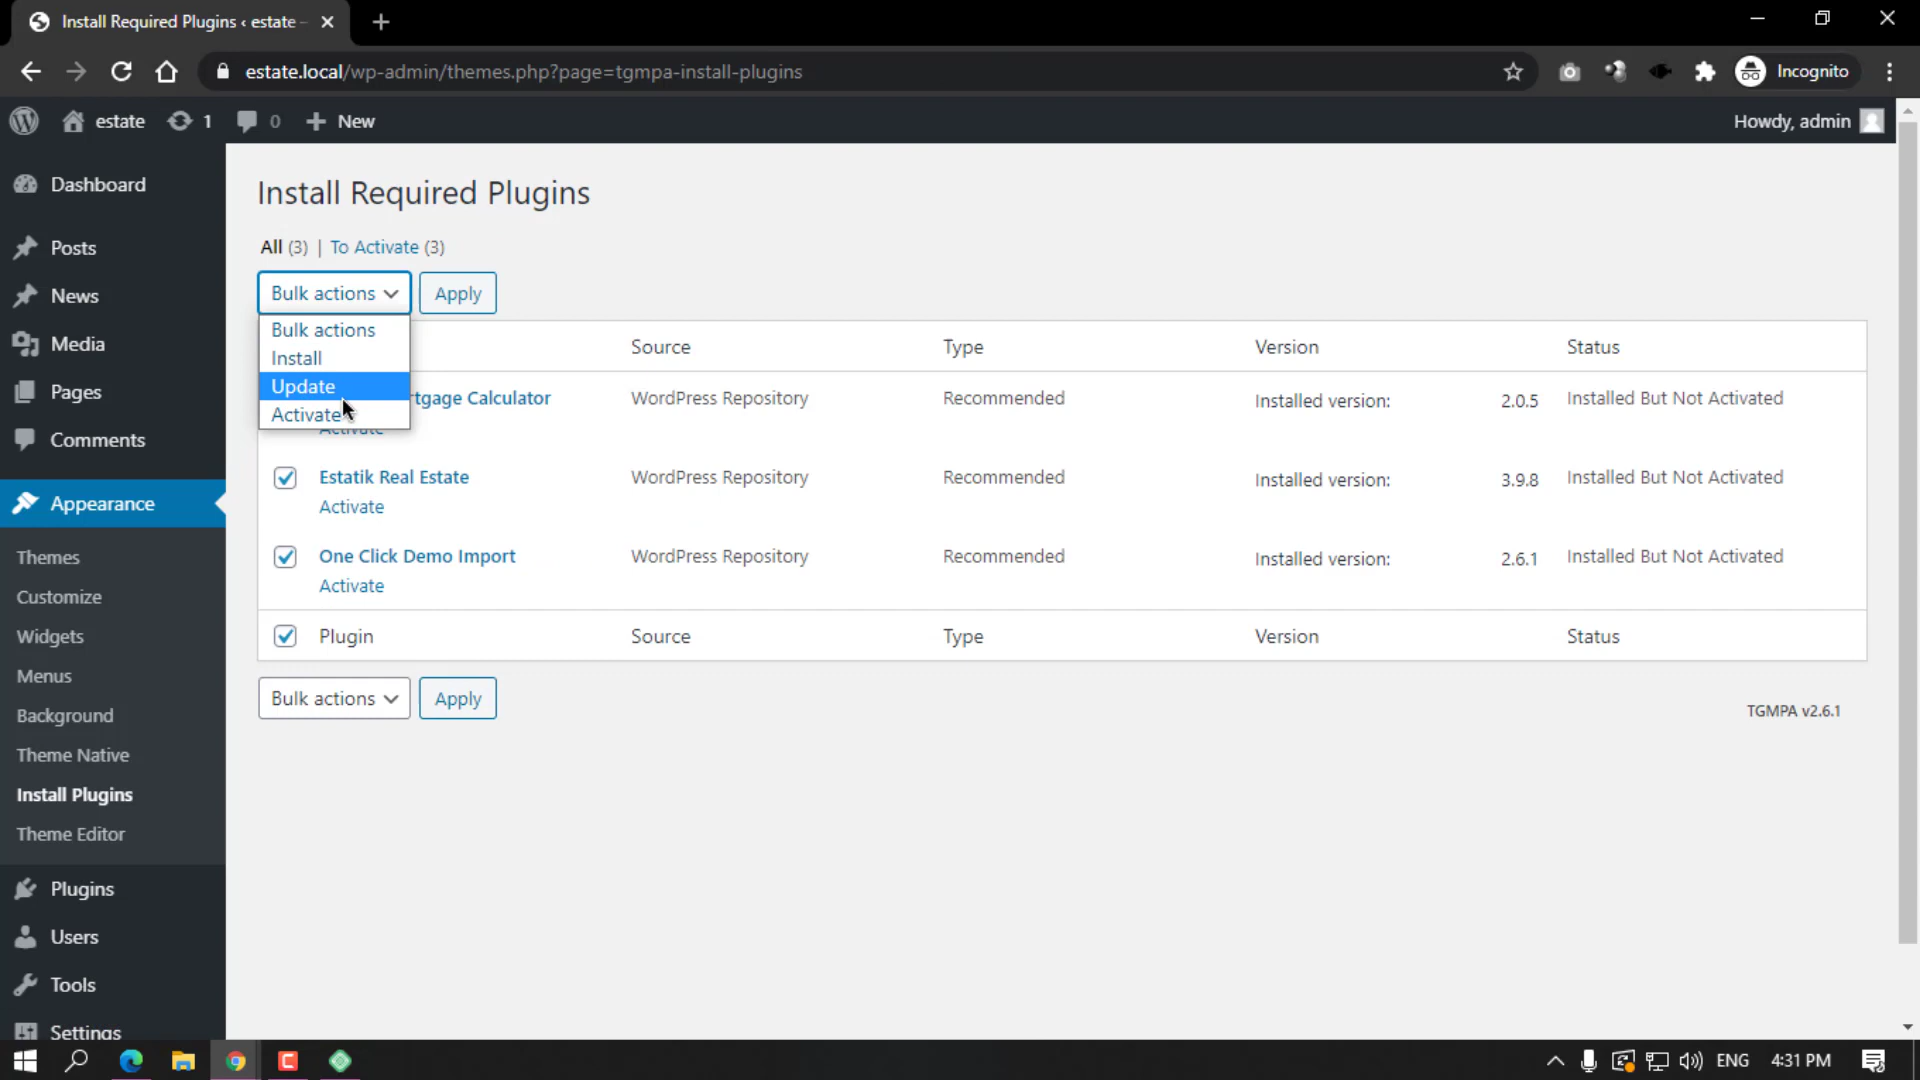 Install Required Plugins ‹ estate –
estate.local/wp-admin/themes.php?page=tgmpa-install-plugins
Incognito
estate 1 0 New
Howdy, admin
Dashboard
Posts
News
Media
Pages
Comments
Appearance
Themes
Customize
Widgets
Menus
Background
Theme Native
Install Plugins
Theme Editor
Plugins
Users
Tools
Settings
Install Required Plugins
All (3) | To Activate (3)
Bulk actions Apply
Bulk actions
Install
Update
Activate
Source Type Version Status
tgage Calculator WordPress Repository Recommended Installed version: 2.0.5 Installed But Not Activated
Activate
Estatik Real Estate WordPress Repository Recommended Installed version: 3.9.8 Installed But Not Activated
Activate
One Click Demo Import WordPress Repository Recommended Installed version: 2.6.1 Installed But Not Activated
Activate
Plugin Source Type Version Status
Bulk actions Apply
TGMPA v2.6.1
ENG 4:31 PM